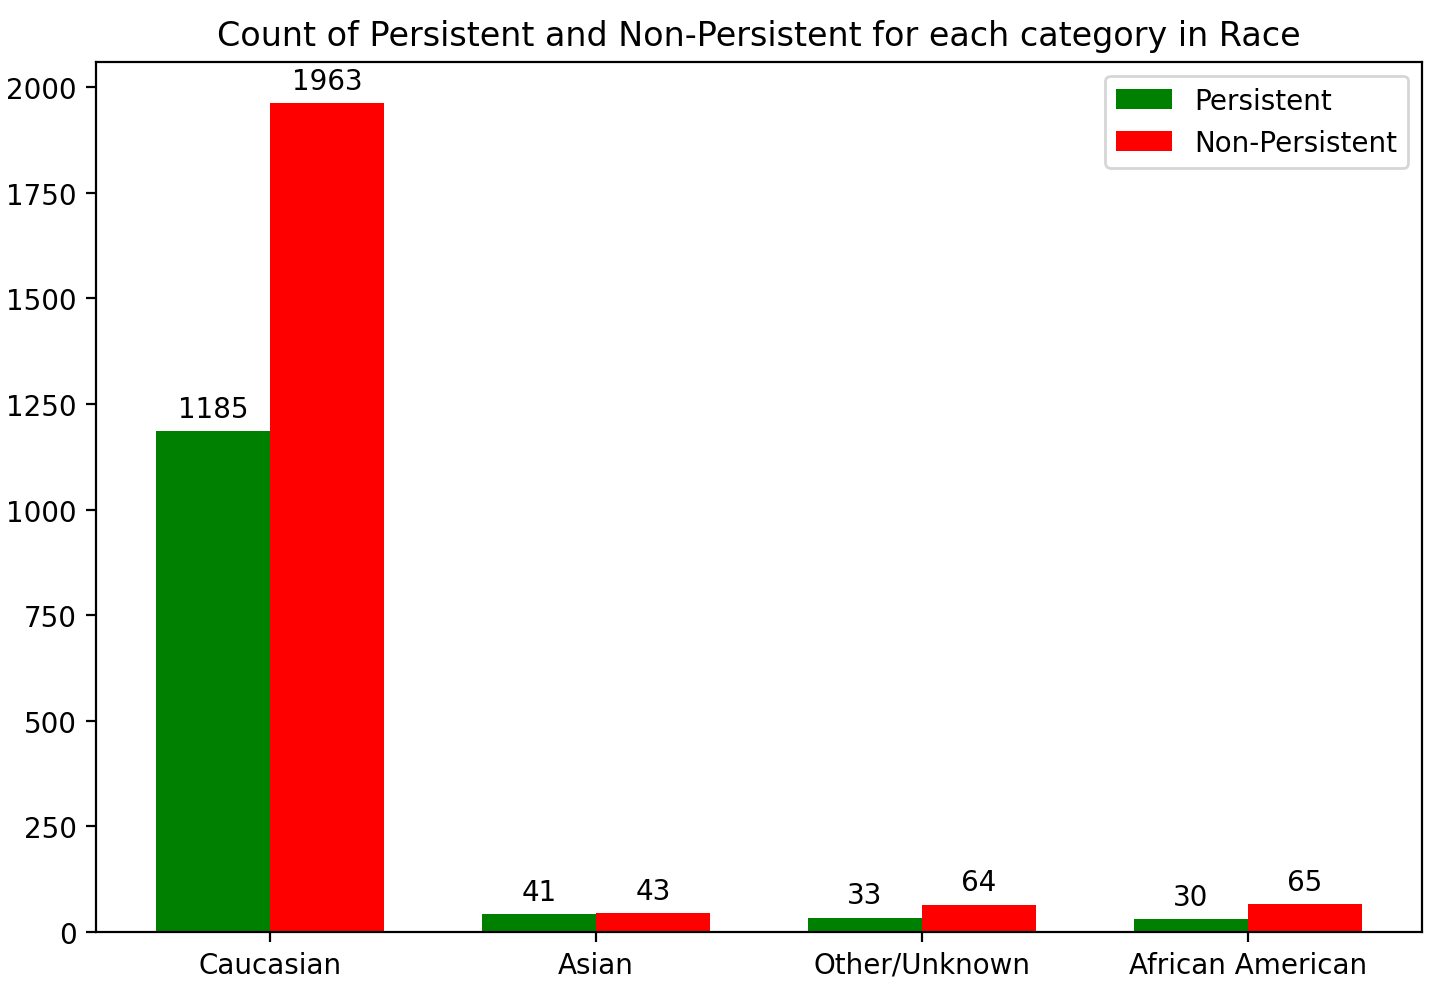 Count of Persistent and Non-Persistent for each category in Race
2000
1750
1500
1250
1000
750
500
250
0
1963
1185
41
43
33
64
30
65
Persistent
Non-Persistent
Caucasian
Asian
Other/Unknown
African American